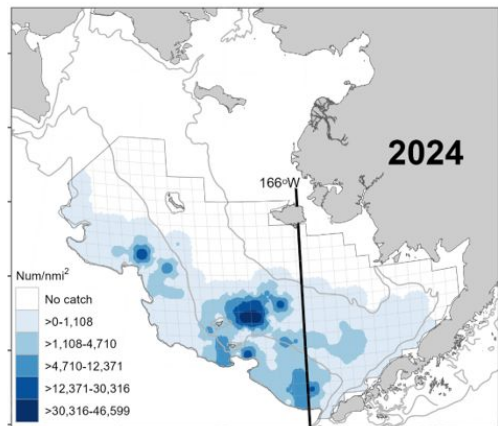 2024
166°W
Num/nmi²
No catch
>0-1,108
>1,108-4,710
>4,710-12,371
>12,371-30,316
>30,316-46,599